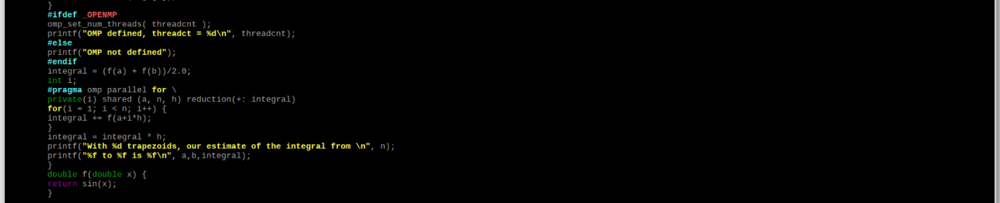 }
#ifdef _OPENMP
omp_set_num_threads( threadcnt );
printf("OMP defined, threadct = %d\n", threadcnt);
#else
printf("OMP not defined");
#endif
integral = (f(a) + f(b))/2.0;
int i;
#pragma omp parallel for \
private(i) shared (a, n, h) reduction(+: integral)
for(i = 1; i < n; i++) {
integral += f(a+i*h);
}
integral = integral * h;
printf("With %d trapezoids, our estimate of the integral from \n", n);
printf("%f to %f is %f\n", a,b,integral);
}
double f(double x) {
return sin(x);
}